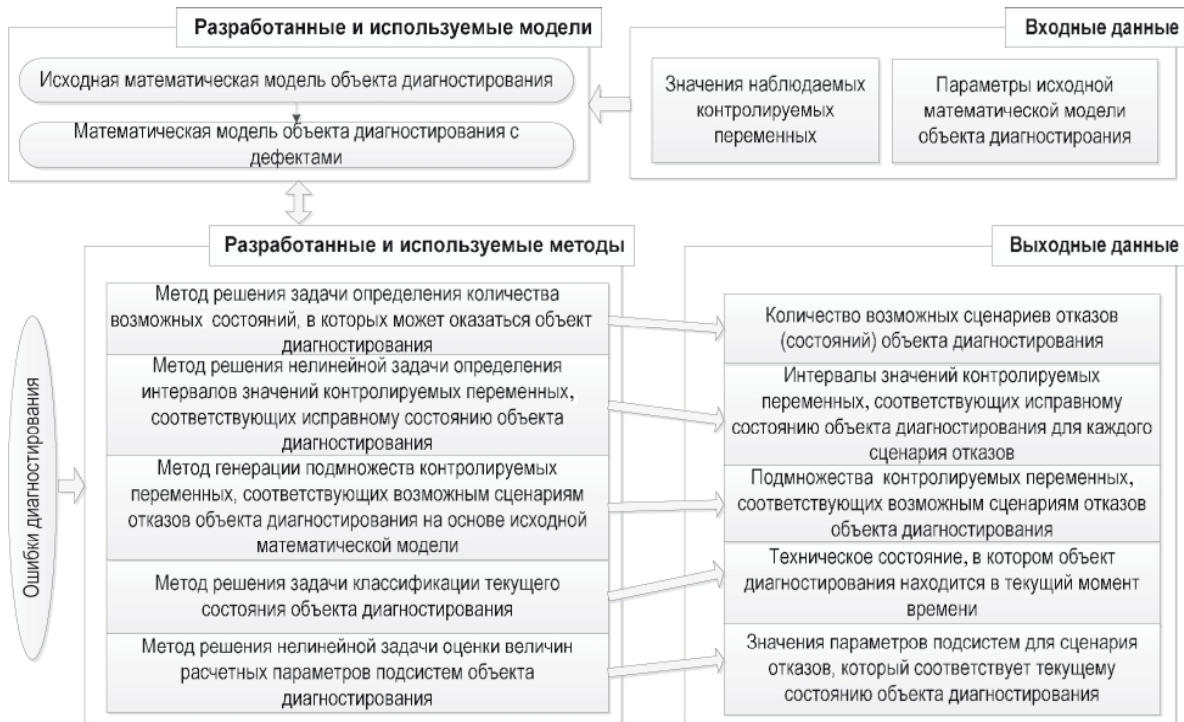 Разработанные и используемые модели
Исходная математическая модель объекта диагностирования
Математическая модель объекта диагностирования с
дефектами
Входные данные
Значения наблюдаемых
контролируемых
переменных
Параметры исходной
математической модели
объекта диагностироания
Ошибки диагностирования
Разработанные и используемые методы
Метод решения задачи определения количества
возможных состояний, в которых может оказаться объект
диагностирования
Метод решения нелинейной задачи определения
интервалов значений контролируемых переменных,
соответствующих исправному состоянию объекта
диагностирования
Метод генерации подмножеств контролируемых
переменных, соответствующих возможным сценариям
отказов объекта диагностирования на основе исходной
математической модели
Метод решения задачи классификации текущего
состояния объекта диагностирования
Метод решения нелинейной задачи оценки величин
расчетных параметров подсистем объекта
диагностирования
Выходные данные
Количество возможных сценариев отказов
(состояний) объекта диагностирования
Интервалы значений контролируемых
переменных, соответствующих исправному
состоянию объекта диагностирования для каждого
сценария отказов
Подмножества контролируемых переменных,
соответствующих возможным сценариям отказов
объекта диагностирования
Техническое состояние, в котором объект
диагностирования находится в текущий момент
времени
Значения параметров подсистем для сценария
отказов, который соответствует текущему
состоянию объекта диагностирования